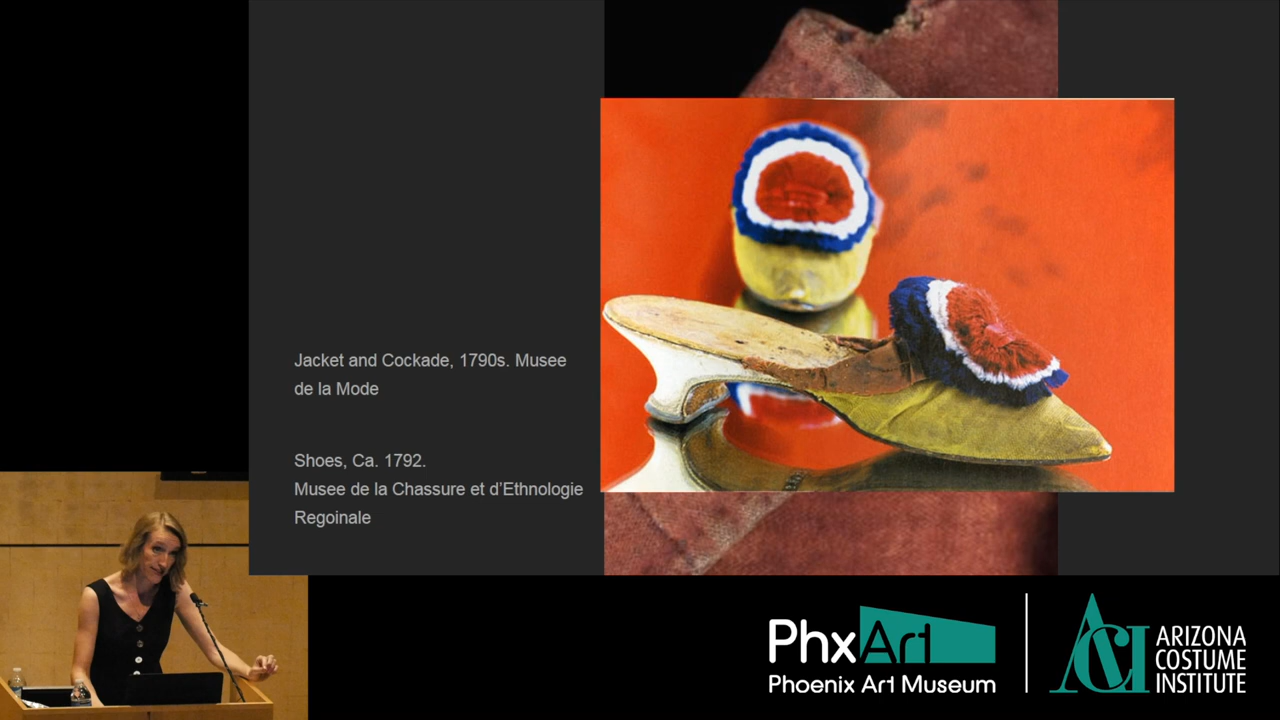 Jacket and Cockade, 1790s. Musee
de la Mode
Shoes, Ca. 1792.
Musee de la Chassure et d'Ethnologie
Regoinale
PhxArt
Phoenix Art Museum
ACI
ARIZONA
COSTUME
INSTITUTE